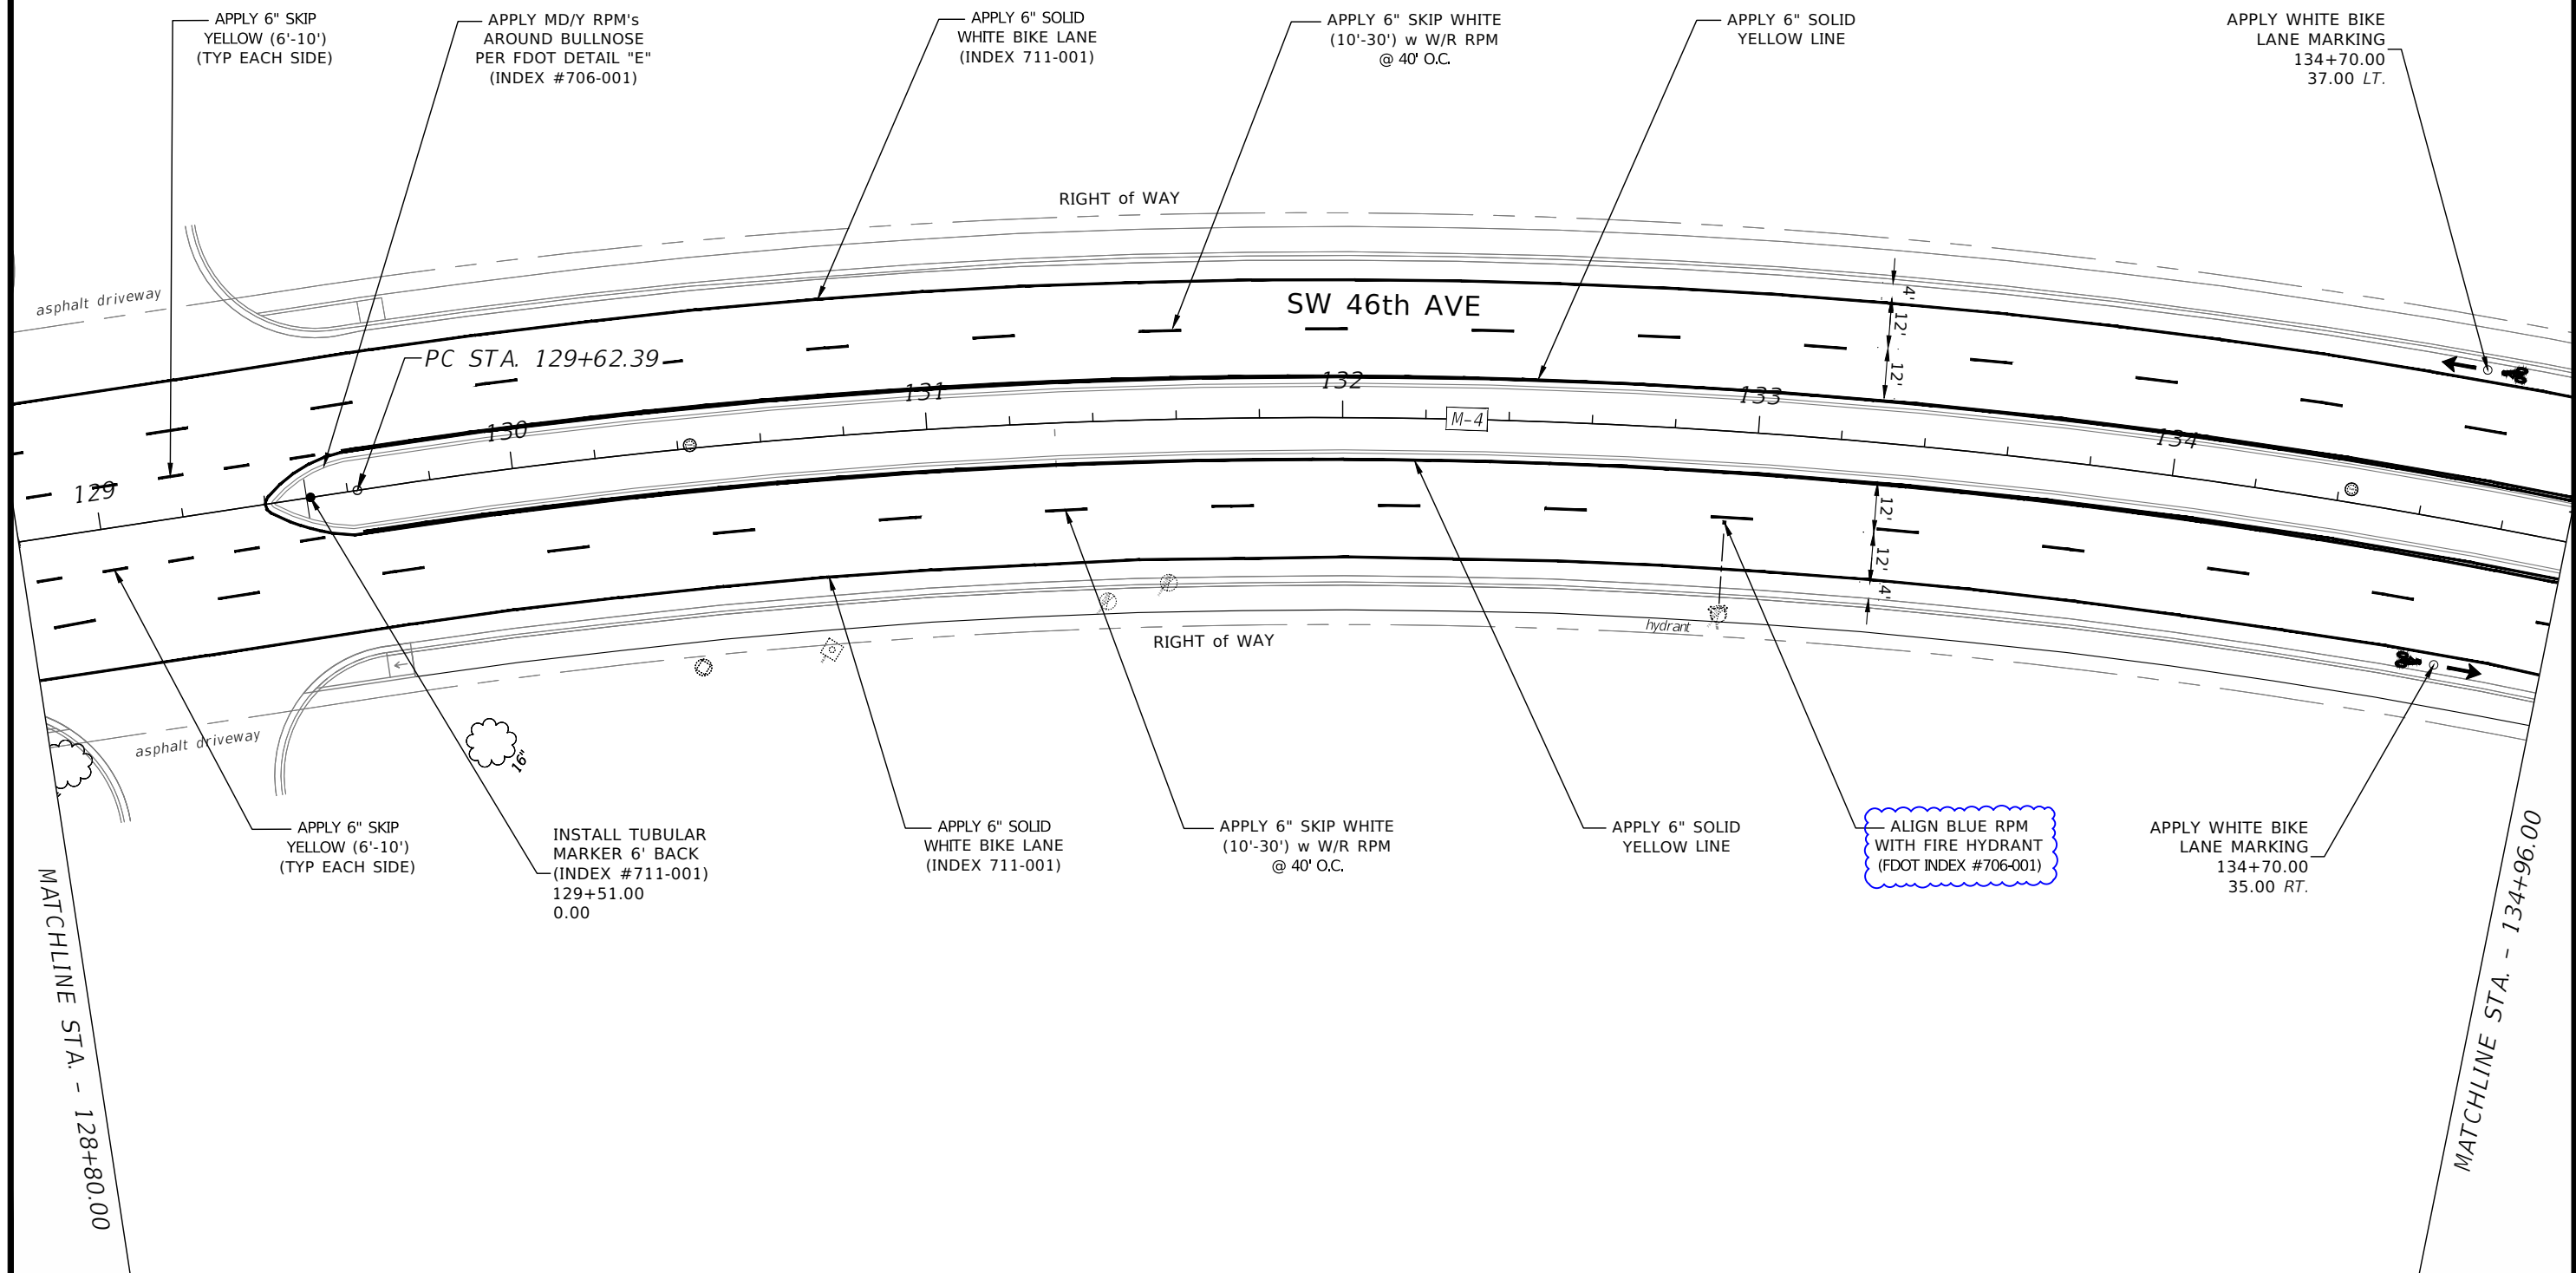 APPLY 6" SKIP
YELLOW (6'-10')
(TYP EACH SIDE)
APPLY MD/Y RPM's
AROUND BULLNOSE
PER FDOT DETAIL "E"
(INDEX #706-001)
APPLY 6" SOLID
WHITE BIKE LANE
(INDEX 711-001)
APPLY 6" SKIP WHITE
(10'-30') w W/R RPM
@ 40' O.C.
APPLY 6" SOLID
YELLOW LINE
APPLY WHITE BIKE
LANE MARKING
134+70.00
37.00 LT.
RIGHT of WAY
asphalt driveway
SW 46th AVE
4'
12'
12'
PC STA. 129+62.39
129
130
131
132
133
134
M-4
12'
12'
4'
hydrant
RIGHT of WAY
asphalt driveway
16"
APPLY 6" SKIP
YELLOW (6'-10')
(TYP EACH SIDE)
INSTALL TUBULAR
MARKER 6' BACK
(INDEX #711-001)
129+51.00
0.00
APPLY 6" SOLID
WHITE BIKE LANE
(INDEX 711-001)
APPLY 6" SKIP WHITE
(10'-30') w W/R RPM
@ 40' O.C.
APPLY 6" SOLID
YELLOW LINE
ALIGN BLUE RPM
WITH FIRE HYDRANT
(FDOT INDEX #706-001)
APPLY WHITE BIKE
LANE MARKING
134+70.00
35.00 RT.
MATCHLINE STA. - 128+80.00
MATCHLINE STA. - 134+96.00